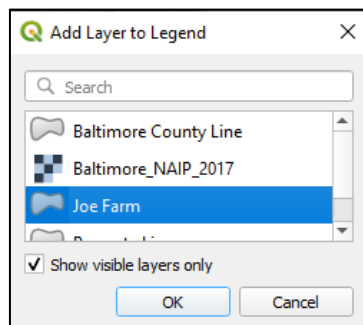 Add Layer to Legend
Search
Baltimore County Line
Baltimore_NAIP_2017
Joe Farm
Show visible layers only
OK
Cancel